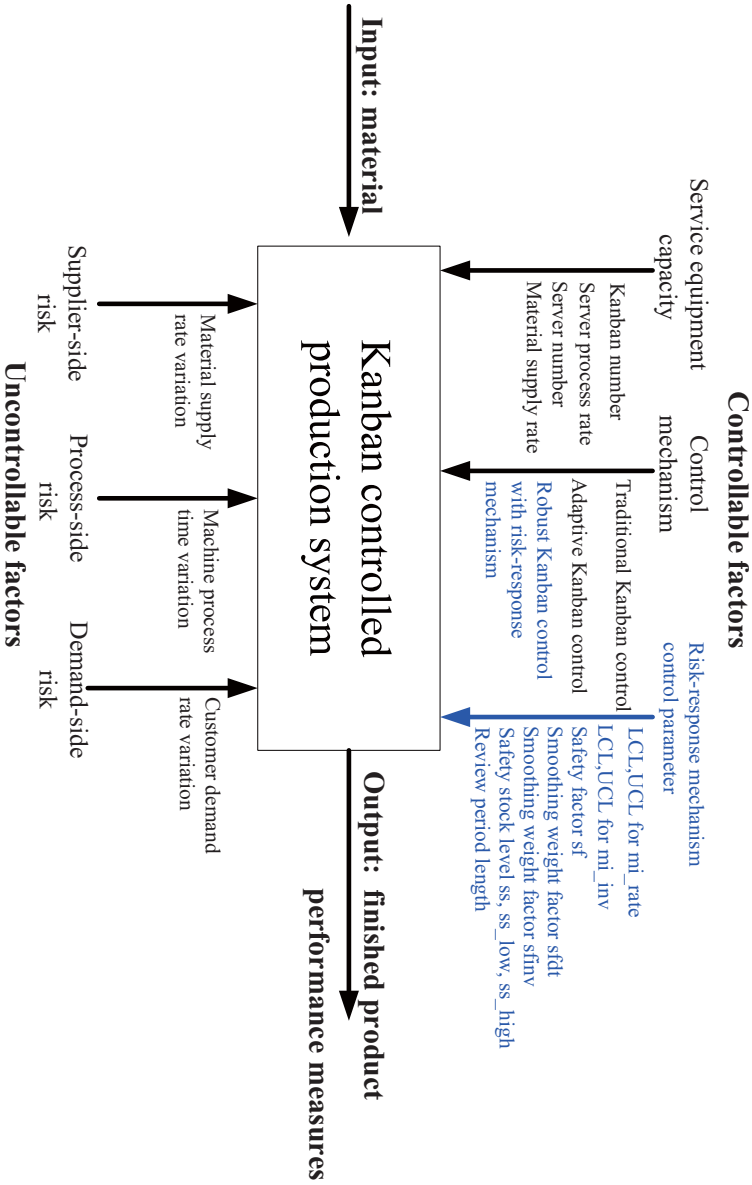 Controllable factors
Service equipment
capacity
Control
mechanism
Risk-response mechanism
control parameter
Kanban number
Server process rate
Server number
Material supply rate
Traditional Kanban control
Adaptive Kanban control
Robust Kanban control
with risk-response
mechanism
LCL,UCL for mi_rate
LCL,UCL for mi_inv
Safety factor sf
Smoothing weight factor sfdt
Smoothing weight factor sfinv
Safety stock level ss, ss_low, ss_high
Review period length
Input: material
Kanban controlled
production system
Output: finished product
performance measures
Material supply
rate variation
Machine process
time variation
Customer demand
rate variation
Supplier-side
risk
Process-side
risk
Demand-side
risk
Uncontrollable factors